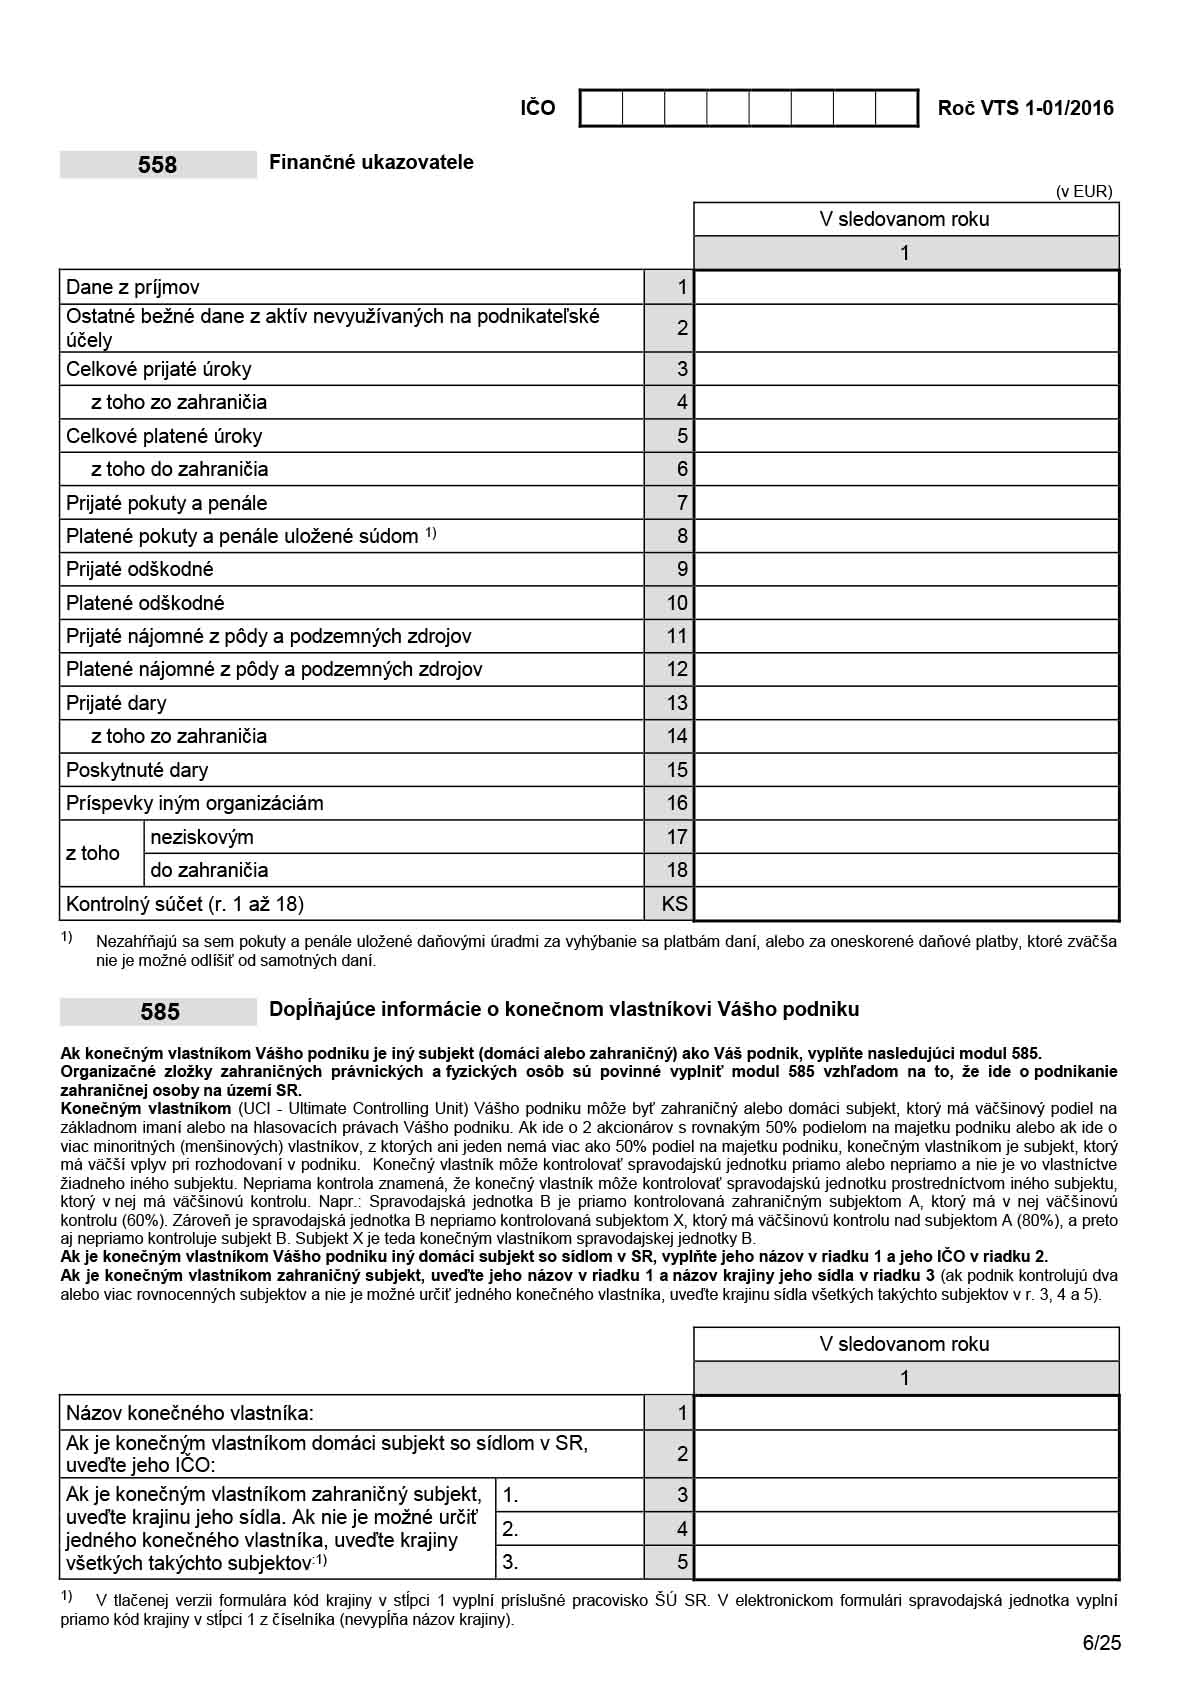 IČO Roč VTS 1-01/2016
558 Finančné ukazovatele
(v EUR)
V sledovanom roku
1
Dane z príjmov 1
Ostatné bežné dane z aktív nevyužívaných na podnikateľské
účely 2
Celkové prijaté úroky 3
z toho zo zahraničia 4
Celkové platené úroky 5
z toho do zahraničia 6
Prijaté pokuty a penále 7
Platené pokuty a penále uložené súdom 1) 8
Prijaté odškodné 9
Platené odškodné 10
Prijaté nájomné z pôdy a podzemných zdrojov 11
Platené nájomné z pôdy a podzemných zdrojov 12
Prijaté dary 13
z toho zo zahraničia 14
Poskytnuté dary 15
Príspevky iným organizáciám 16
z toho
neziskovým 17
do zahraničia 18
Kontrolný súčet (r. 1 až 18) KS
1) Nezahŕňajú sa sem pokuty a penále uložené daňovými úradmi za vyhýbanie sa platbám daní, alebo za oneskorené daňové platby, ktoré zväčša
nie je možné odlíšiť od samotných daní.
585 Dopĺňajúce informácie o konečnom vlastníkovi Vášho podniku
Ak konečným vlastníkom Vášho podniku je iný subjekt (domáci alebo zahraničný) ako Váš podnik, vyplňte nasledujúci modul 585.
Organizačné zložky zahraničných právnických a fyzických osôb sú povinné vyplniť modul 585 vzhľadom na to, že ide o podnikanie
zahraničnej osoby na území SR.
Konečným vlastníkom (UCI - Ultimate Controlling Unit) Vášho podniku môže byť zahraničný alebo domáci subjekt, ktorý má väčšinový podiel na
základnom imaní alebo na hlasovacích právach Vášho podniku. Ak ide o 2 akcionárov s rovnakým 50% podielom na majetku podniku alebo ak ide o
viac minoritných (menšinových) vlastníkov, z ktorých ani jeden nemá viac ako 50% podiel na majetku podniku, konečným vlastníkom je subjekt, ktorý
má väčší vplyv pri rozhodovaní v podniku. Konečný vlastník môže kontrolovať spravodajskú jednotku priamo alebo nepriamo a nie je vo vlastníctve
žiadneho iného subjektu. Nepriama kontrola znamená, že konečný vlastník môže kontrolovať spravodajskú jednotku prostredníctvom iného subjektu,
ktorý v nej má väčšinovú kontrolu. Napr.: Spravodajská jednotka B je priamo kontrolovaná zahraničným subjektom A, ktorý má v nej väčšinovú
kontrolu (60%). Zároveň je spravodajská jednotka B nepriamo kontrolovaná subjektom X, ktorý má väčšinovú kontrolu nad subjektom A (80%), a preto
aj nepriamo kontroluje subjekt B. Subjekt X je teda konečným vlastníkom spravodajskej jednotky B.
Ak je konečným vlastníkom Vášho podniku iný domáci subjekt so sídlom v SR, vyplňte jeho názov v riadku 1 a jeho IČO v riadku 2.
Ak je konečným vlastníkom zahraničný subjekt, uveďte jeho názov v riadku 1 a názov krajiny jeho sídla v riadku 3 (ak podnik kontrolujú dva
alebo viac rovnocenných subjektov a nie je možné určiť jedného konečného vlastníka, uveďte krajinu sídla všetkých takýchto subjektov v r. 3, 4 a 5).
V sledovanom roku
1
Názov konečného vlastníka: 1
Ak je konečným vlastníkom domáci subjekt so sídlom v SR,
uveďte jeho IČO: 2
Ak je konečným vlastníkom zahraničný subjekt, 1. 3
uveďte krajinu jeho sídla. Ak nie je možné určiť
2. 4
jedného konečného vlastníka, uveďte krajiny
všetkých takýchto subjektov:1) 3. 5
1) V tlačenej verzii formulára kód krajiny v stĺpci 1 vyplní príslušné pracovisko ŠÚ SR. V elektronickom formulári spravodajská jednotka vyplní
priamo kód krajiny v stĺpci 1 z číselníka (nevypĺňa názov krajiny).
6/25